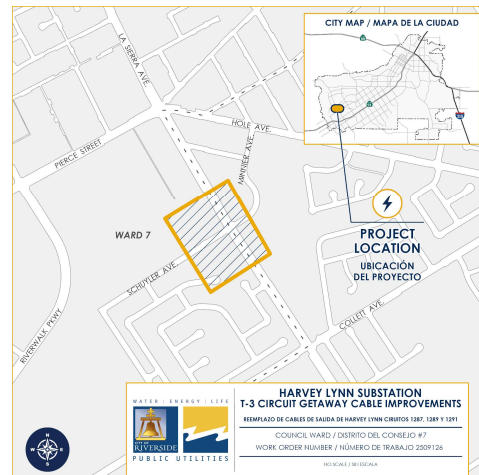 CITY MAP / MAPA DE LA CIUDAD
LA SIERRA AVE.
HOLE AVE.
MINNIER AVE.
PIERCE STREET
WARD 7
SCHUYLER AVE.
RIVERWALK PKWY
COLLETT AVE.
PROJECT
LOCATION
UBICACIÓN
DEL PROYECTO
WATER | ENERGY | LIFE
CITY OF
RIVERSIDE
PUBLIC UTILITIES
HARVEY LYNN SUBSTATION
T-3 CIRCUIT GETAWAY CABLE IMPROVEMENTS
REEMPLAZO DE CABLES DE SALIDA DE HARVEY LYNN CIRUITOS 1287, 1289 Y 1291
COUNCIL WARD / DISTRITO DEL CONSEJO #7
WORK ORDER NUMBER / NÚMERO DE TRABAJO 2509126
NO SCALE / SIN ESCALA
N
W
E
S